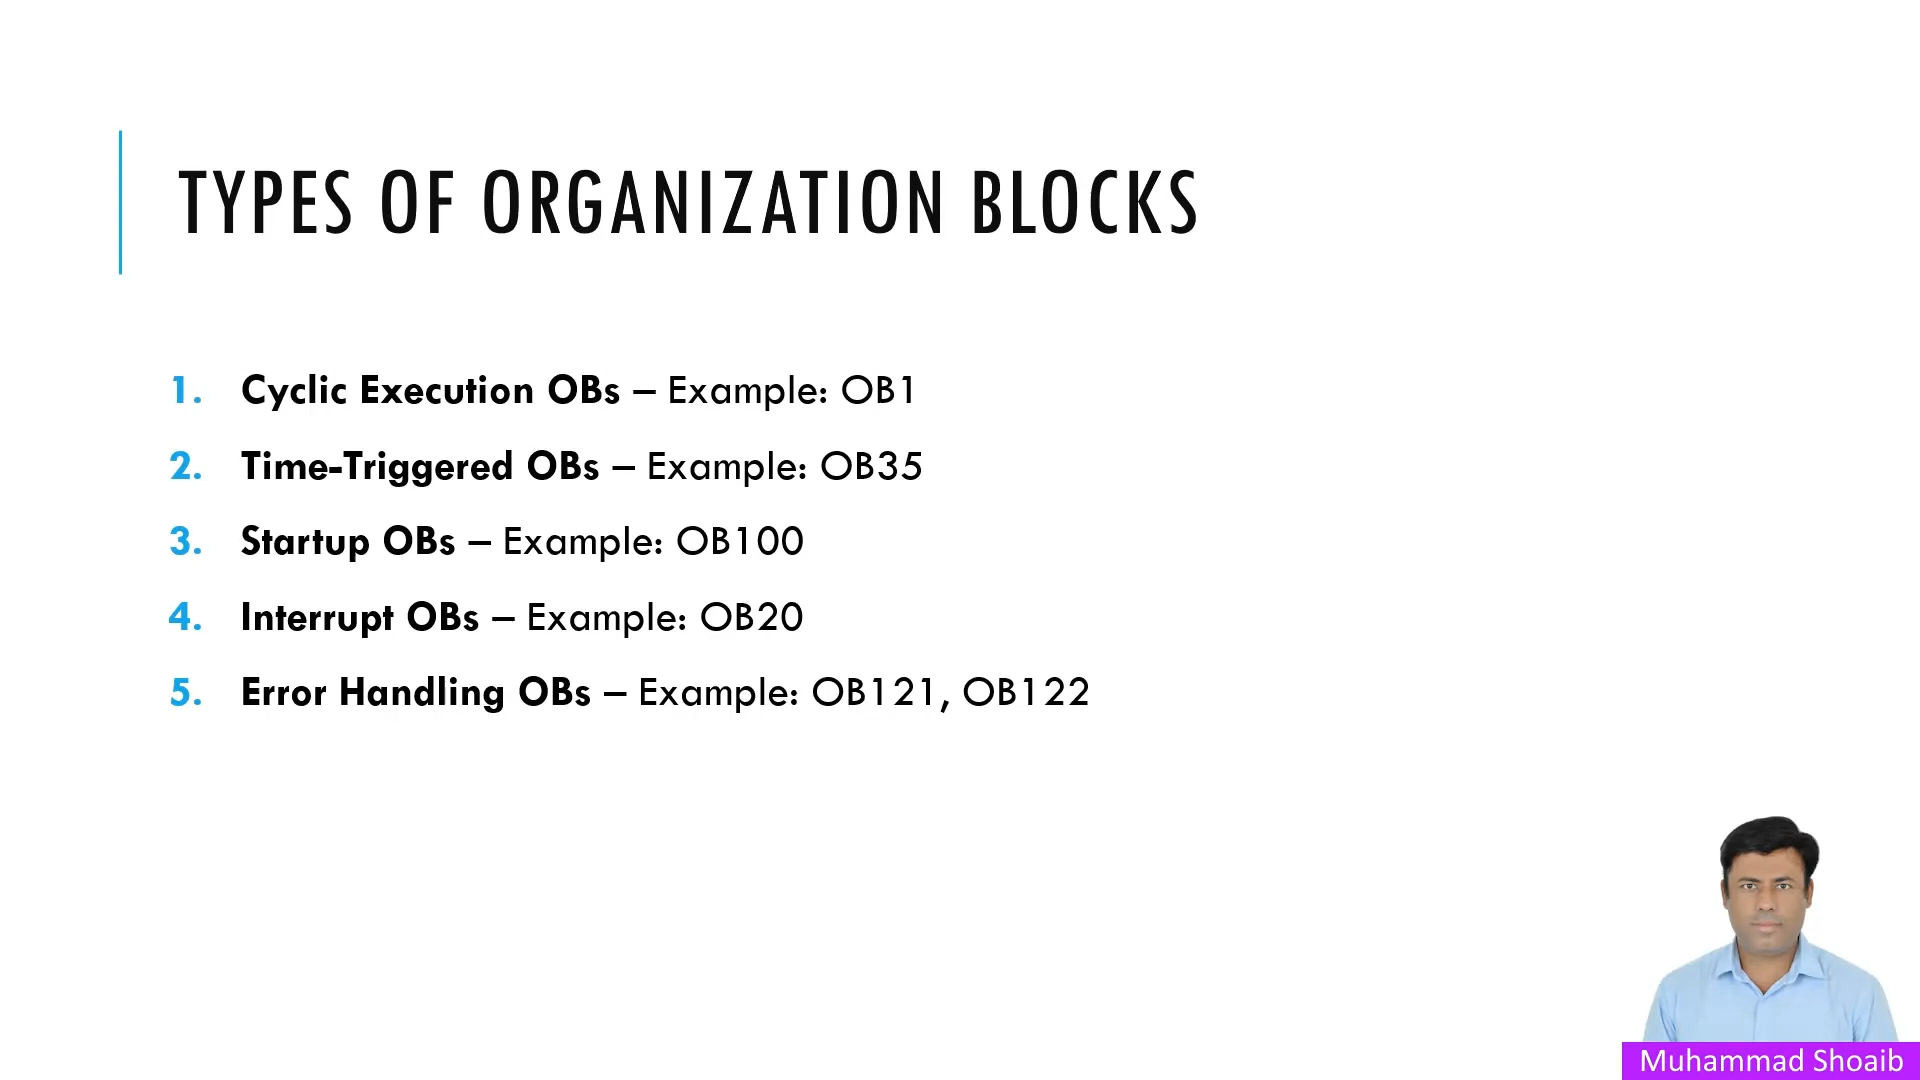 TYPES OF ORGANIZATION BLOCKS
1. Cyclic Execution OBs – Example: OB1
2. Time-Triggered OBs – Example: OB35
3. Startup OBs – Example: OB100
4. Interrupt OBs – Example: OB20
5. Error Handling OBs – Example: OB121, OB122
Muhammad Shoaib